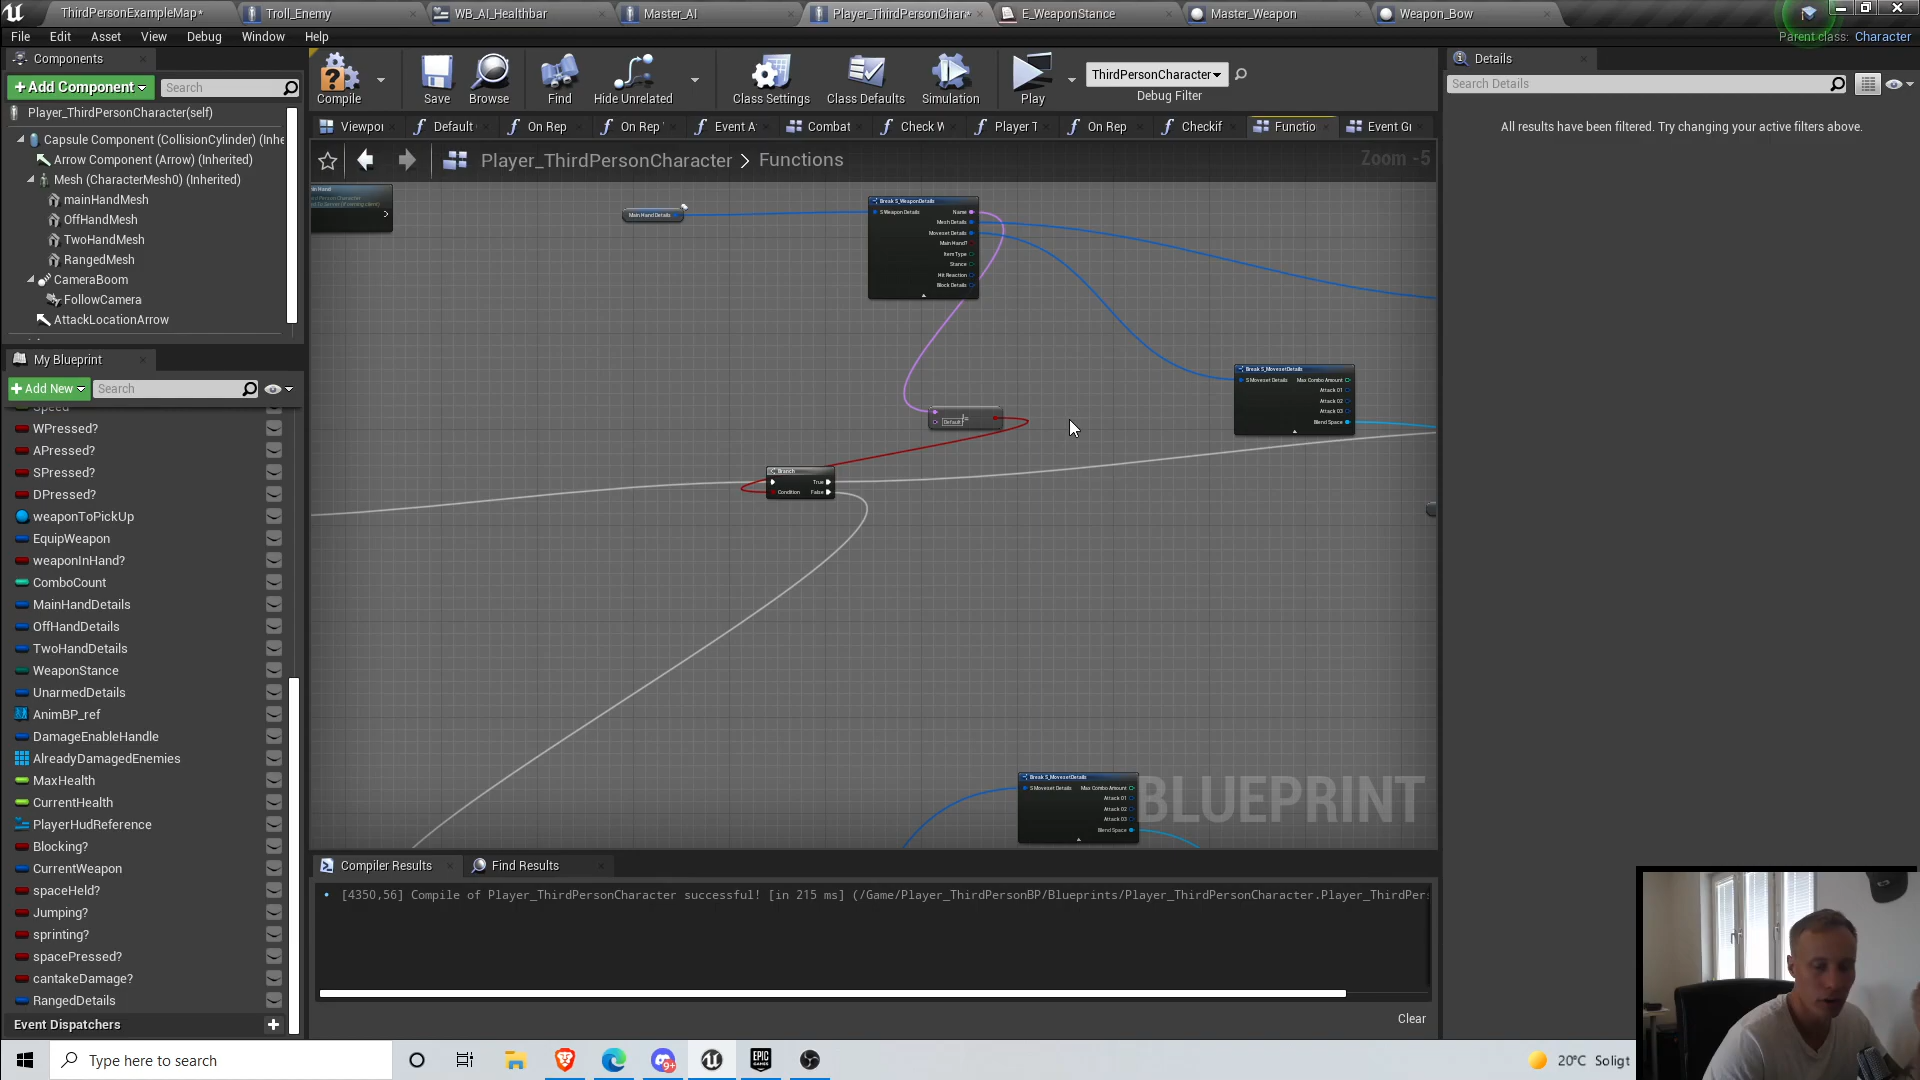 ThirdPersonExampleMap*
Troll_Enemy
WB_AI_Healthbar
Master_AI
Player_ThirdPersonChar*
E_WeaponStance
Master_Weapon
Weapon_Bow
File
Edit
Asset
View
Debug
Window
Help
Parent class: Character
Components
+Add Component
Search
Player_ThirdPersonCharacter(self)
Capsule Component (CollisionCylinder) (Inhe
Arrow Component (Arrow) (Inherited)
Mesh (CharacterMesh0) (Inherited)
mainHandMesh
OffHandMesh
TwoHandMesh
RangedMesh
CameraBoom
FollowCamera
AttackLocationArrow
My Blueprint
+Add New
Search
Speed
WPressed?
APressed?
SPressed?
DPressed?
weaponToPickUp
EquipWeapon
weaponInHand?
ComboCount
MainHandDetails
OffHandDetails
TwoHandDetails
WeaponStance
UnarmedDetails
AnimBP_ref
DamageEnableHandle
AlreadyDamagedEnemies
MaxHealth
CurrentHealth
PlayerHudReference
Blocking?
CurrentWeapon
spaceHeld?
Jumping?
sprinting?
spacePressed?
cantakeDamage?
RangedDetails
Event Dispatchers
Compile
Save
Browse
Find
Hide Unrelated
Class Settings
Class Defaults
Simulation
Play
ThirdPersonCharacter
Debug Filter
Viewpoi
Default
On Rep
On Rep
Event A
Combat
Check W
Player T
On Rep
Checkif
Functio
Event Gr
Player_ThirdPersonCharacter > Functions
Zoom -5
Main Hand Details
Break S_WeaponDetails
S Weapon Details
Name
Mesh Details
Moveset Details
Main Hand?
Item Type
Stance
Hit Reaction
Block Details
Default
!=
Branch
True
Condition
False
Break S_MovesetDetails
S Moveset Details
Max Combo Amount
Attack 01
Attack 02
Attack 03
Blend Space
Break S_MovesetDetails
S Moveset Details
Max Combo Amount
Attack 01
Attack 02
Attack 03
Blend Space
BLUEPRINT
Compiler Results
Find Results
[4350,56] Compile of Player_ThirdPersonCharacter successful! [in 215 ms] (/Game/Player_ThirdPersonBP/Blueprints/Player_ThirdPersonCharacter.Player_ThirdPer
Clear
Details
Search Details
All results have been filtered. Try changing your active filters above.
Type here to search
9+
EPIC
GAMES
20°C Soligt